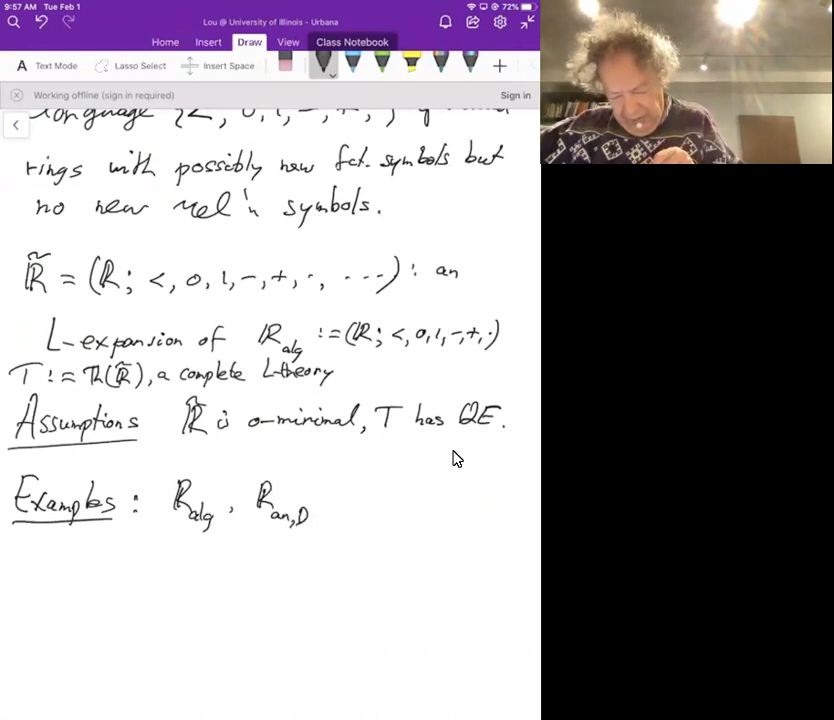 9:57 AM Tue Feb 1
72%
Lou @ University of Illinois - Urbana
Home Insert Draw View Class Notebook
Text Mode Lasso Select Insert Space
Working offline (sign in required) Sign in
language {<, 0, 1, −, +, ·}
rings with possibly new fct. symbols but
no new rel'n symbols.
ℝ̃ = (ℝ; <, 0, 1, −, +, ·, ···) : an
L-expansion of ℝ_alg := (ℝ; <, 0, 1, −, +, ·)
T := Th(ℝ̃), a complete L-theory
Assumptions ℝ̃ is o-minimal, T has QE.
Examples : ℝ_alg, ℝ_an,D